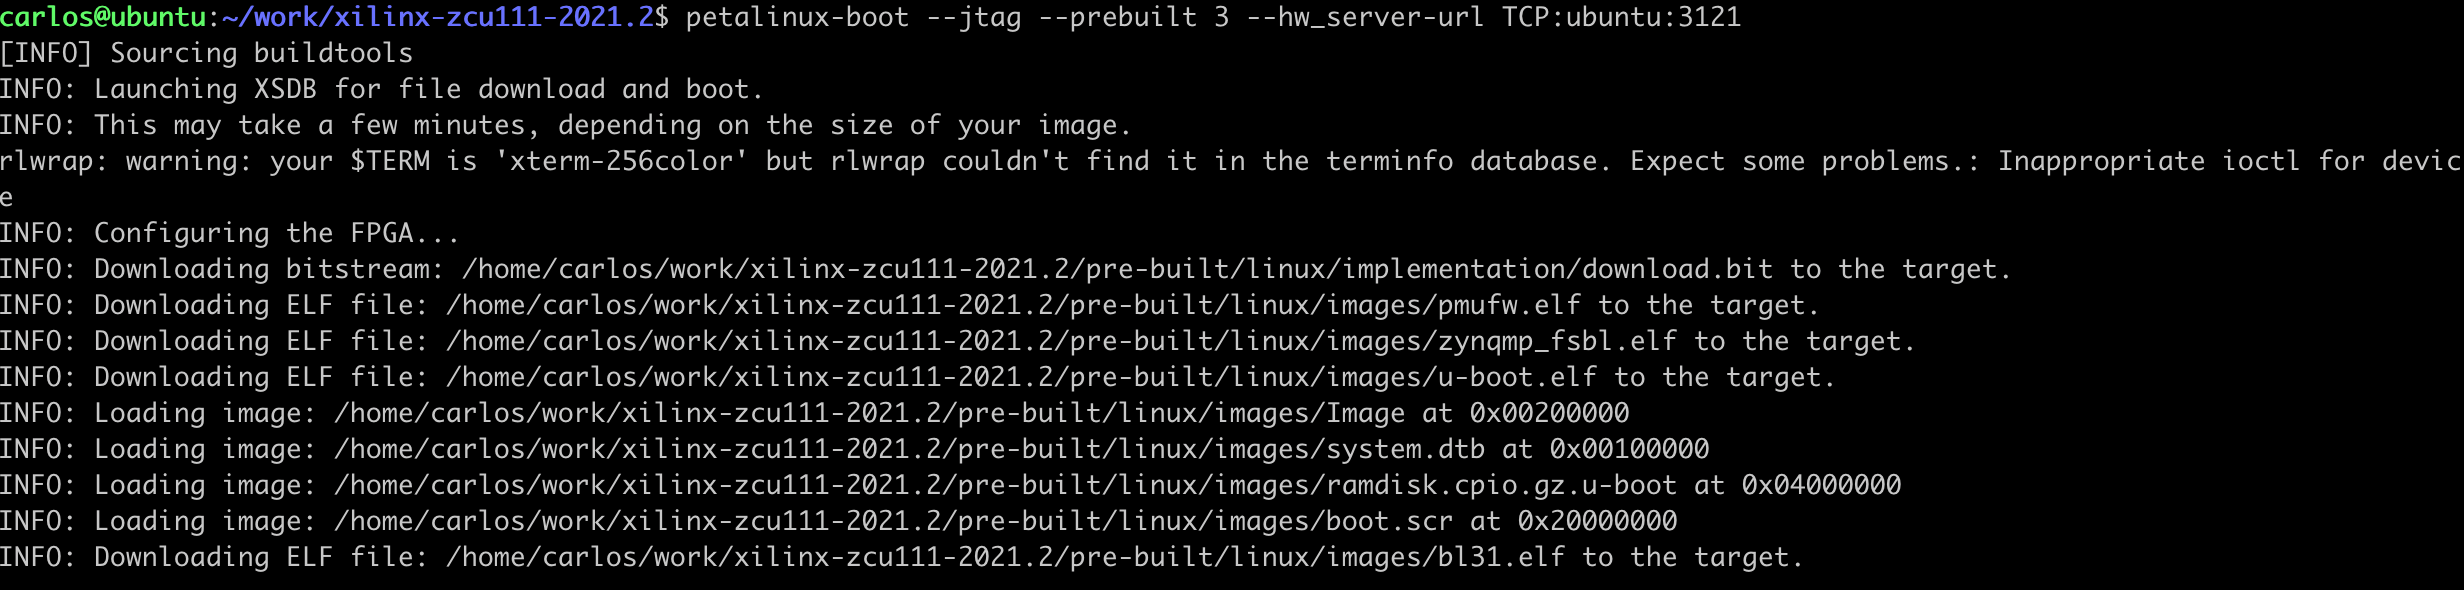 carlos@ubuntu:~/work/xilinx-zcu111-2021.2$ petalinux-boot --jtag --prebuilt 3 --hw_server-url TCP:ubuntu:3121
[INFO] Sourcing buildtools
INFO: Launching XSDB for file download and boot.
INFO: This may take a few minutes, depending on the size of your image.
rlwrap: warning: your $TERM is 'xterm-256color' but rlwrap couldn't find it in the terminfo database. Expect some problems.: Inappropriate ioctl for devic
e
INFO: Configuring the FPGA...
INFO: Downloading bitstream: /home/carlos/work/xilinx-zcu111-2021.2/pre-built/linux/implementation/download.bit to the target.
INFO: Downloading ELF file: /home/carlos/work/xilinx-zcu111-2021.2/pre-built/linux/images/pmufw.elf to the target.
INFO: Downloading ELF file: /home/carlos/work/xilinx-zcu111-2021.2/pre-built/linux/images/zynqmp_fsbl.elf to the target.
INFO: Downloading ELF file: /home/carlos/work/xilinx-zcu111-2021.2/pre-built/linux/images/u-boot.elf to the target.
INFO: Loading image: /home/carlos/work/xilinx-zcu111-2021.2/pre-built/linux/images/Image at 0x00200000
INFO: Loading image: /home/carlos/work/xilinx-zcu111-2021.2/pre-built/linux/images/system.dtb at 0x00100000
INFO: Loading image: /home/carlos/work/xilinx-zcu111-2021.2/pre-built/linux/images/ramdisk.cpio.gz.u-boot at 0x04000000
INFO: Loading image: /home/carlos/work/xilinx-zcu111-2021.2/pre-built/linux/images/boot.scr at 0x20000000
INFO: Downloading ELF file: /home/carlos/work/xilinx-zcu111-2021.2/pre-built/linux/images/bl31.elf to the target.